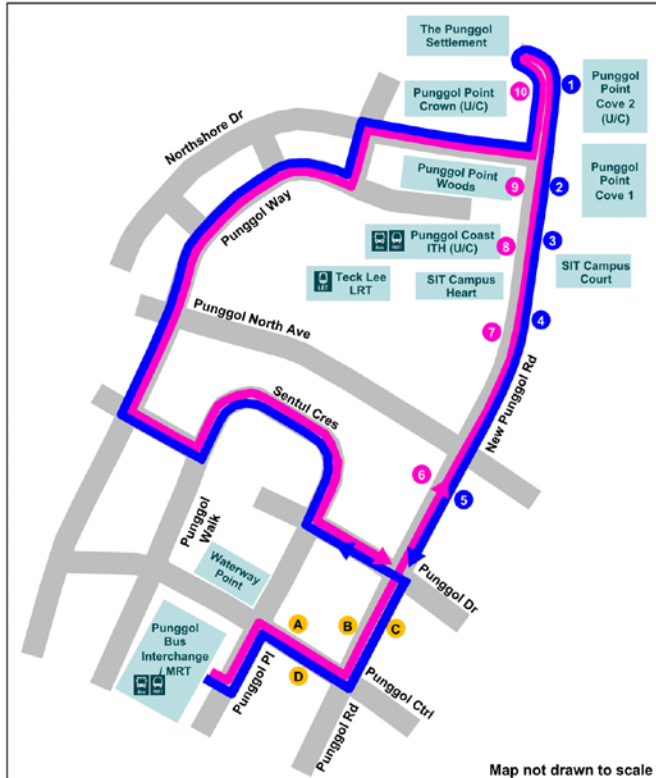 The Punggol
Settlement
1
Punggol
Point
Cove 2
(U/C)
10
Punggol Point
Crown (U/C)
Northshore Dr
Punggol Point
Woods
9
2
Punggol
Point
Cove 1
Punggol Way
Punggol Coast
ITH (U/C)
8
3
SIT Campus
Court
LRT
Teck Lee
LRT
SIT Campus
Heart
7
4
Punggol North Ave
New Punggol Rd
Sentul Cres
6
5
Punggol
Walk
Waterway
Point
Punggol Dr
A
B
C
D
Punggol
Bus
Interchange
/ MRT
Bus
Punggol Pl
Punggol Rd
Punggol Ctrl
Map not drawn to scale